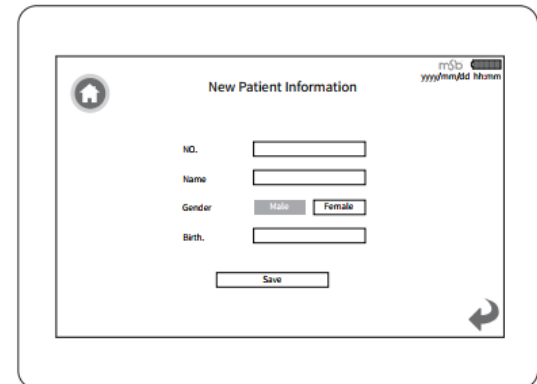 msb
yyyy/mm/dd hh:mm
New Patient Information
NO.
Name
Gender Male Female
Birth.
Save